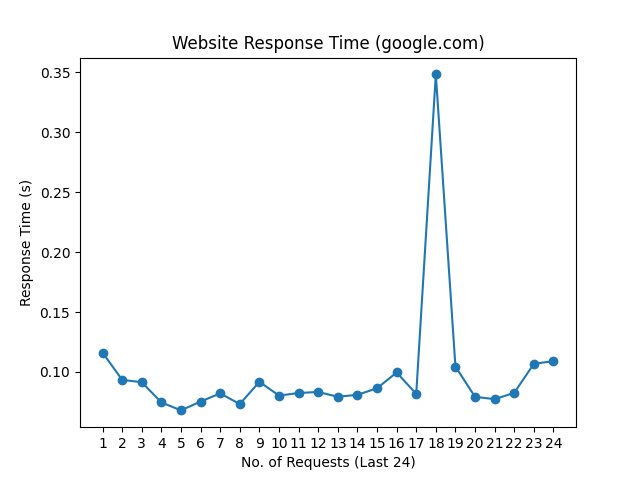 Website Response Time (google.com)
0.35
0.30
0.25
0.20
0.15
0.10
Response Time (s)
1 2 3 4 5 6 7 8 9 10 11 12 13 14 15 16 17 18 19 20 21 22 23 24
No. of Requests (Last 24)